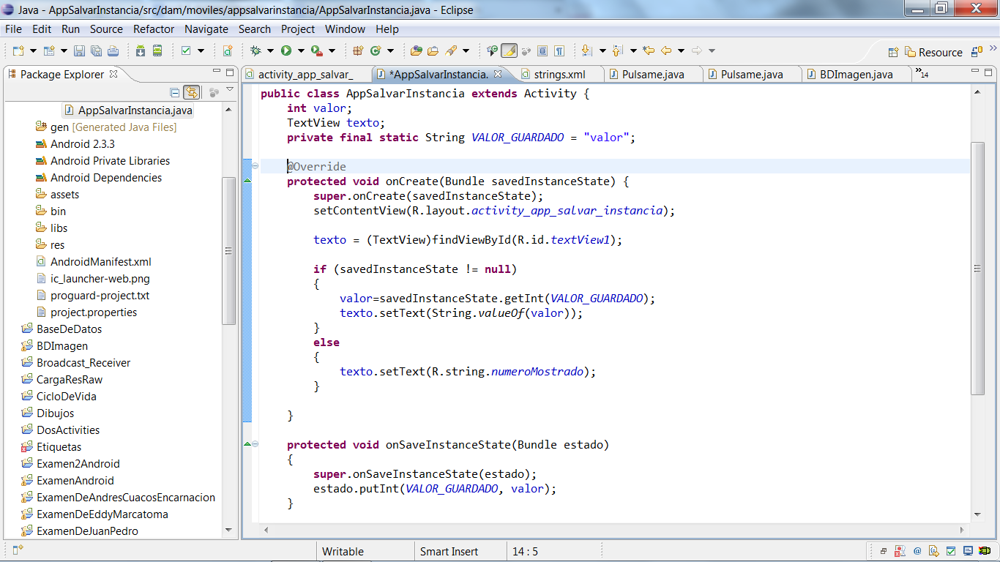 Java - AppSalvarInstancia/src/dam/moviles/appsalvarinstancia/AppSalvarInstancia.java - Eclipse
File Edit Run Source Refactor Navigate Search Project Window Help
Resource
Package Explorer
activity_app_salvar_ *AppSalvarInstancia. strings.xml Pulsame.java Pulsame.java BDImagen.java »14
AppSalvarInstancia.java
gen [Generated Java Files]
Android 2.3.3
Android Private Libraries
Android Dependencies
assets
bin
libs
res
AndroidManifest.xml
ic_launcher-web.png
proguard-project.txt
project.properties
BaseDeDatos
BDImagen
Broadcast_Receiver
CargaResRaw
CicloDeVida
Dibujos
DosActivities
Etiquetas
Examen2Android
ExamenAndroid
ExamenDeAndresCuacosEncarnacion
ExamenDeEddyMarcatoma
ExamenDeJuanPedro
public class AppSalvarInstancia extends Activity {
int valor;
TextView texto;
private final static String VALOR_GUARDADO = "valor";
@Override
protected void onCreate(Bundle savedInstanceState) {
super.onCreate(savedInstanceState);
setContentView(R.layout.activity_app_salvar_instancia);
texto = (TextView)findViewById(R.id.textView1);
if (savedInstanceState != null)
{
valor=savedInstanceState.getInt(VALOR_GUARDADO);
texto.setText(String.valueOf(valor));
}
else
{
texto.setText(R.string.numeroMostrado);
}
}
protected void onSaveInstanceState(Bundle estado)
{
super.onSaveInstanceState(estado);
estado.putInt(VALOR_GUARDADO, valor);
}
Writable Smart Insert 14 : 5